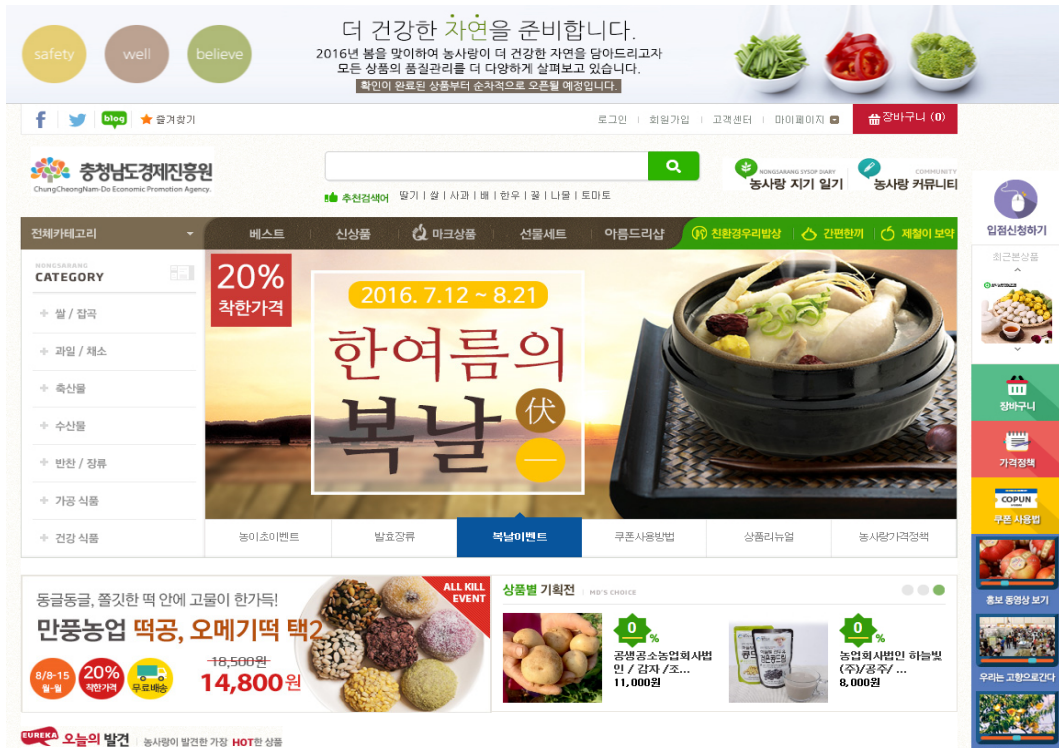 safety
well
believe
더 건강한 자연을 준비합니다.
2016년 봄을 맞이하여 농사랑이 더 건강한 자연을 담아드리고자
모든 상품의 품질관리를 더 다양하게 살펴보고 있습니다.
확인이 완료된 상품부터 순차적으로 오픈될 예정입니다.
f
blog
즐겨찾기
로그인 | 회원가입 | 고객센터 | 마이페이지
장바구니 (0)
충청남도경제진흥원
ChungCheongNam-Do Economic Promotion Agency.
추천검색어 딸기 | 쌀 | 사과 | 배 | 한우 | 꿀 | 나물 | 토마토
NONGSARANG SYSOP DIARY
농사랑 지기 일기
COMMUNITY
농사랑 커뮤니티
입점신청하기
최근본상품
전체카테고리
베스트
신상품
마크상품
선물세트
아름드리샵
친환경우리밥상
간편한끼
제철이 보약
NONGSARANG
CATEGORY
쌀 / 잡곡
과일 / 채소
축산물
수산물
반찬 / 장류
가공 식품
건강 식품
20%
착한가격
2016. 7.12 ~ 8.21
한여름의
복날
伏
一
농이초이벤트
발효장류
복날이벤트
쿠폰사용방법
상품리뉴얼
농사랑가격정책
장바구니
가격정책
COPUN
쿠폰 사용법
홍보 동영상 보기
우리는 고향으로간다
동글동글, 쫄깃한 떡 안에 고물이 한가득!
만풍농업 떡공, 오메기떡 택2
8/8-15
월-월
20%
착한가격
무료배송
18,500원
14,800원
ALL KILL
EVENT
상품별 기획전 MD'S CHOICE
0%
공생공소농업회사법
인 / 감자 /조...
11,000원
0%
농업회사법인 하늘빛
(주)/공주/ ...
8,000원
EUREKA 오늘의 발견 농사랑이 발견한 가장 HOT한 상품